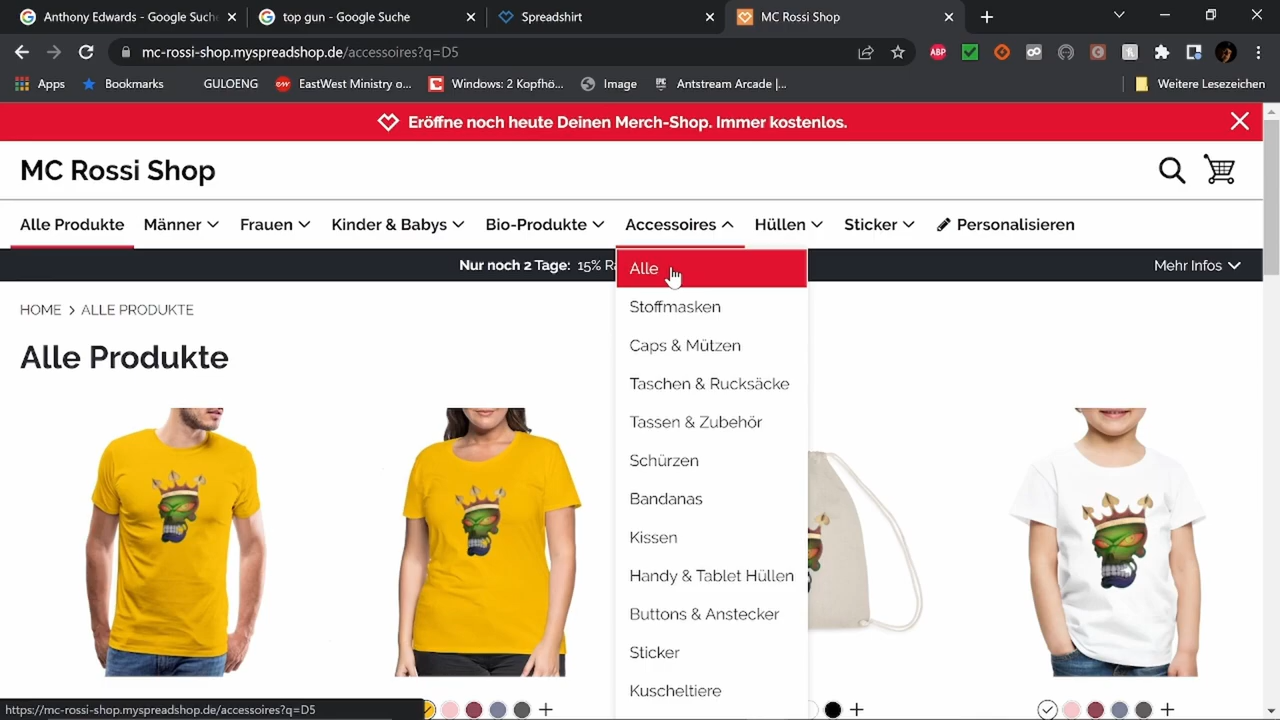 Anthony Edwards - Google Suche
top gun - Google Suche
Spreadshirt
MC Rossi Shop
mc-rossi-shop.myspreadshop.de/accessoires?q=D5
ABP
Apps
Bookmarks
GULOENG
EastWest Ministry o...
Windows: 2 Kopfhö...
Image
Antstream Arcade |...
Weitere Lesezeichen
Eröffne noch heute Deinen Merch-Shop. Immer kostenlos.
MC Rossi Shop
Alle Produkte
Männer
Frauen
Kinder & Babys
Bio-Produkte
Accessoires
Hüllen
Sticker
Personalisieren
Nur noch 2 Tage: 15%
Mehr Infos
Alle
Stoffmasken
Caps & Mützen
Taschen & Rucksäcke
Tassen & Zubehör
Schürzen
Bandanas
Kissen
Handy & Tablet Hüllen
Buttons & Anstecker
Sticker
Kuscheltiere
HOME > ALLE PRODUKTE
Alle Produkte
https://mc-rossi-shop.myspreadshop.de/accessoires?q=D5